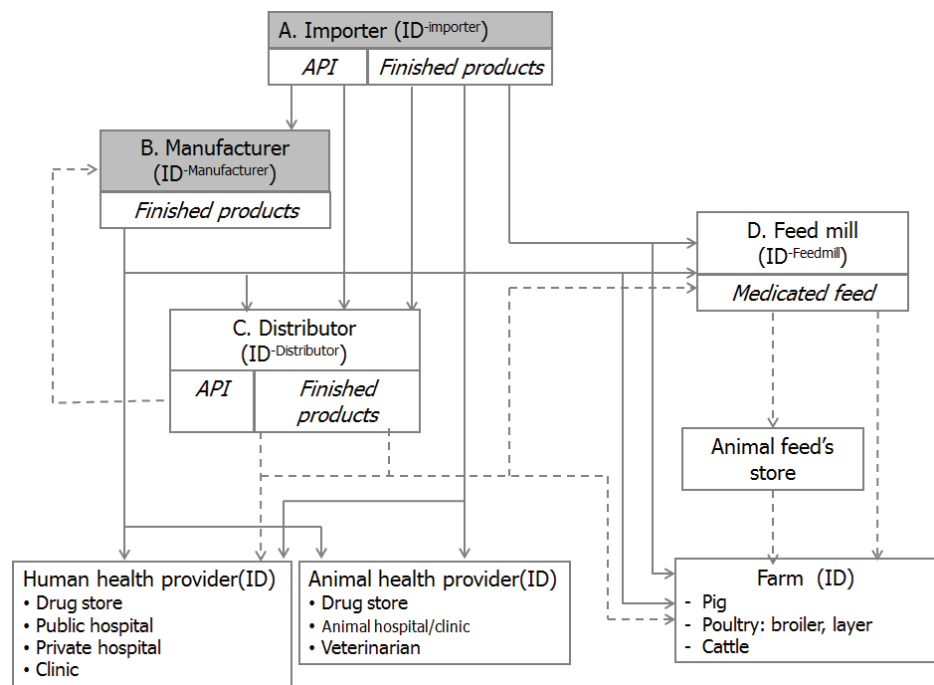 A. Importer (ID-importer)
API
Finished products
B. Manufacturer
(ID-Manufacturer)
Finished products
D. Feed mill
(ID-Feedmill)
Medicated feed
C. Distributor
(ID-Distributor)
API
Finished
products
Animal feed's
store
Human health provider(ID)
• Drug store
• Public hospital
• Private hospital
• Clinic
Animal health provider(ID)
• Drug store
• Animal hospital/clinic
• Veterinarian
Farm (ID)
- Pig
- Poultry: broiler, layer
- Cattle